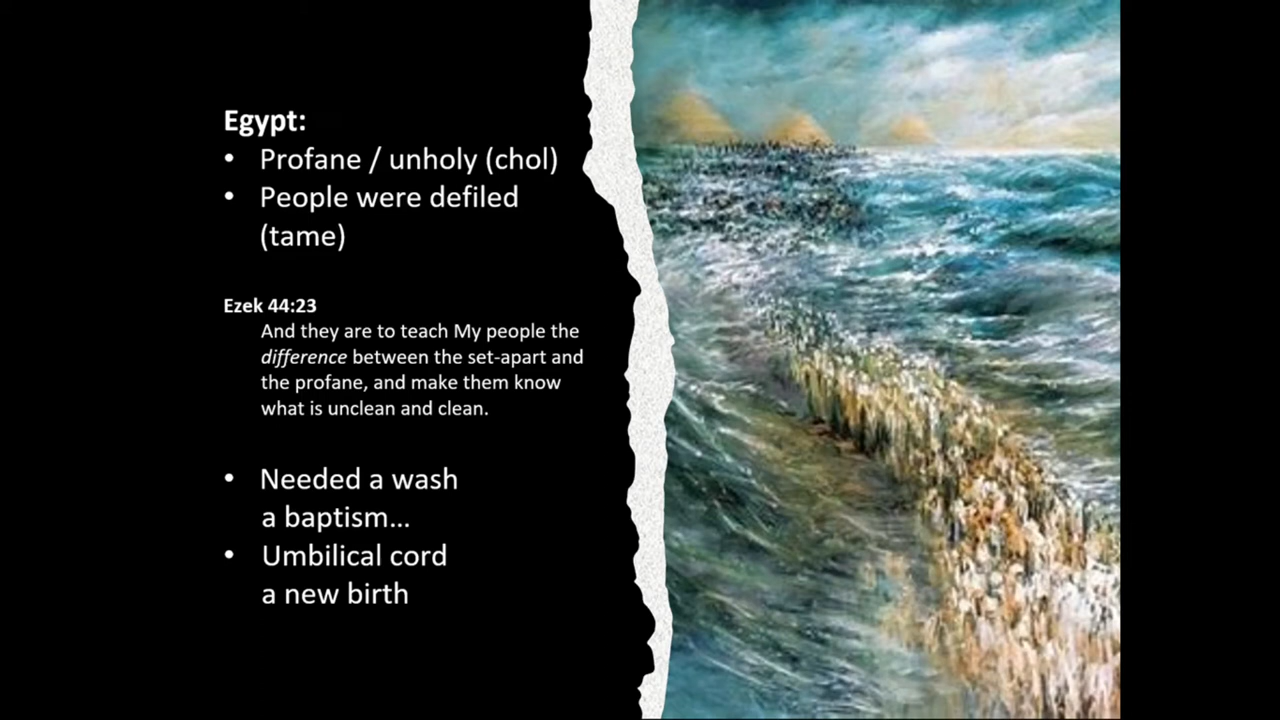 Egypt:
• Profane / unholy (chol)
• People were defiled
(tame)
Ezek 44:23
And they are to teach My people the
difference between the set-apart and
the profane, and make them know
what is unclean and clean.
• Needed a wash
a baptism...
• Umbilical cord
a new birth